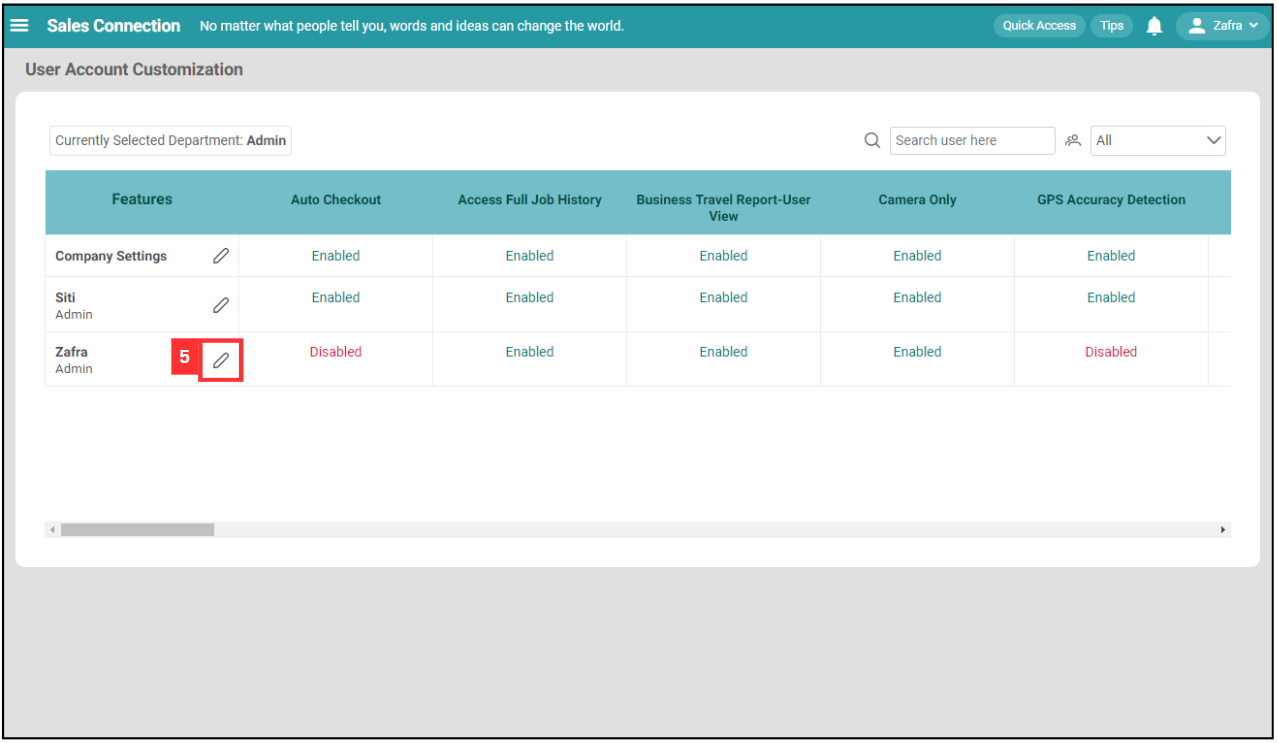 Sales Connection No matter what people tell you, words and ideas can change the world. Quick Access Tips Zafra
User Account Customization
Currently Selected Department: Admin Search user here All
Features Auto Checkout Access Full Job History Business Travel Report-User View Camera Only GPS Accuracy Detection
Company Settings Enabled Enabled Enabled Enabled Enabled
Siti Enabled Enabled Enabled Enabled Enabled
Admin
Zafra Disabled Enabled Enabled Enabled Disabled
Admin
5